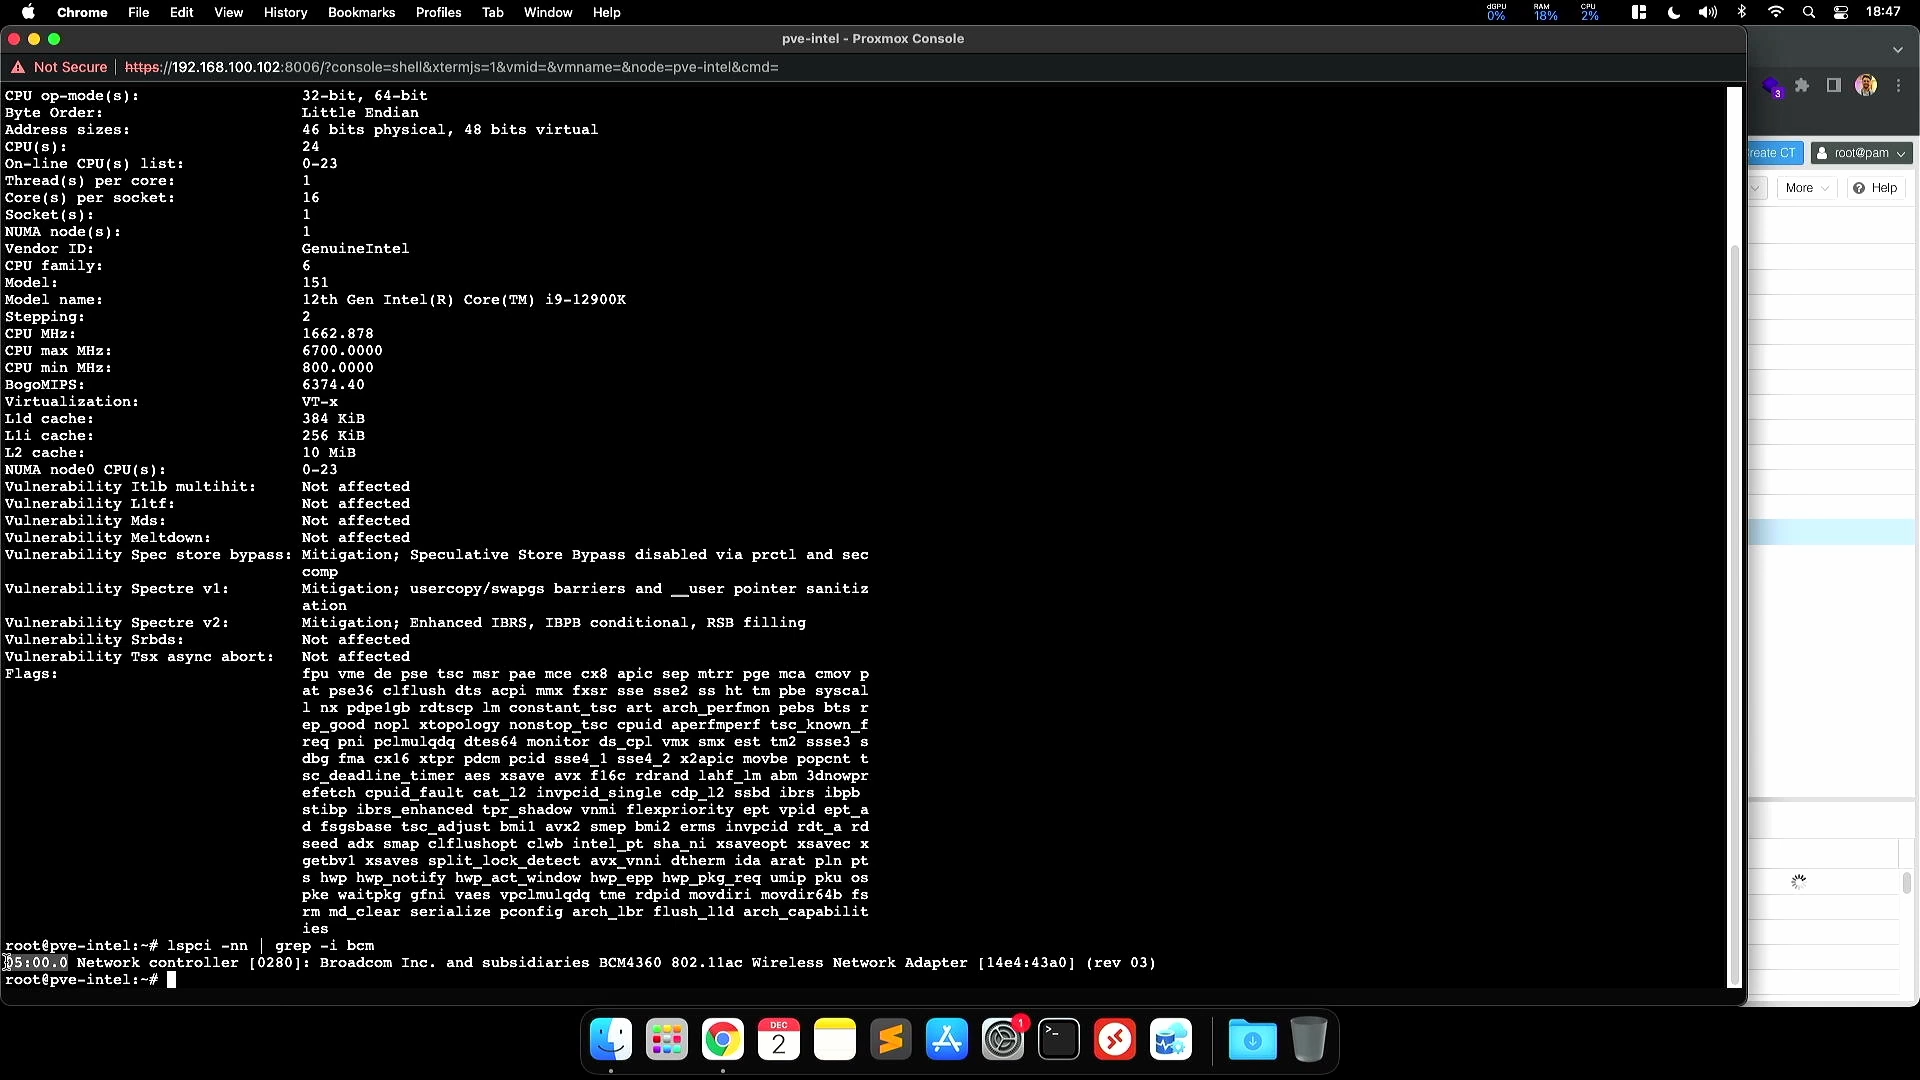 Chrome File Edit View History Bookmarks Profiles Tab Window Help
dGPU 0% RAM 18% CPU 2% 18:47
pve-intel - Proxmox Console
Not Secure | https://192.168.100.102:8006/?console=shell&xtermjs=1&vmid=&vmname=&node=pve-intel&cmd=
3
reate CT root@pam
More Help
CPU op-mode(s): 32-bit, 64-bit
Byte Order: Little Endian
Address sizes: 46 bits physical, 48 bits virtual
CPU(s): 24
On-line CPU(s) list: 0-23
Thread(s) per core: 1
Core(s) per socket: 16
Socket(s): 1
NUMA node(s): 1
Vendor ID: GenuineIntel
CPU family: 6
Model: 151
Model name: 12th Gen Intel(R) Core(TM) i9-12900K
Stepping: 2
CPU MHz: 1662.878
CPU max MHz: 6700.0000
CPU min MHz: 800.0000
BogoMIPS: 6374.40
Virtualization: VT-x
L1d cache: 384 KiB
L1i cache: 256 KiB
L2 cache: 10 MiB
NUMA node0 CPU(s): 0-23
Vulnerability Itlb multihit: Not affected
Vulnerability L1tf: Not affected
Vulnerability Mds: Not affected
Vulnerability Meltdown: Not affected
Vulnerability Spec store bypass: Mitigation; Speculative Store Bypass disabled via prctl and sec
comp
Vulnerability Spectre v1: Mitigation; usercopy/swapgs barriers and __user pointer sanitiz
ation
Vulnerability Spectre v2: Mitigation; Enhanced IBRS, IBPB conditional, RSB filling
Vulnerability Srbds: Not affected
Vulnerability Tsx async abort: Not affected
Flags: fpu vme de pse tsc msr pae mce cx8 apic sep mtrr pge mca cmov p
at pse36 clflush dts acpi mmx fxsr sse sse2 ss ht tm pbe syscal
l nx pdpe1gb rdtscp lm constant_tsc art arch_perfmon pebs bts r
ep_good nopl xtopology nonstop_tsc cpuid aperfmperf tsc_known_f
req pni pclmulqdq dtes64 monitor ds_cpl vmx smx est tm2 ssse3 s
dbg fma cx16 xtpr pdcm pcid sse4_1 sse4_2 x2apic movbe popcnt t
sc_deadline_timer aes xsave avx f16c rdrand lahf_lm abm 3dnowpr
efetch cpuid_fault cat_l2 invpcid_single cdp_l2 ssbd ibrs ibpb
stibp ibrs_enhanced tpr_shadow vnmi flexpriority ept vpid ept_a
d fsgsbase tsc_adjust bmi1 avx2 smep bmi2 erms invpcid rdt_a rd
seed adx smap clflushopt clwb intel_pt sha_ni xsaveopt xsavec x
getbv1 xsaves split_lock_detect avx_vnni dtherm ida arat pln pt
s hwp hwp_notify hwp_act_window hwp_epp hwp_pkg_req umip pku os
pke waitpkg gfni vaes vpclmulqdq tme rdpid movdiri movdir64b fs
rm md_clear serialize pconfig arch_lbr flush_l1d arch_capabilit
ies
root@pve-intel:~# lspci -nn | grep -i bcm
05:00.0 Network controller [0280]: Broadcom Inc. and subsidiaries BCM4360 802.11ac Wireless Network Adapter [14e4:43a0] (rev 03)
root@pve-intel:~#
DEC
2
1